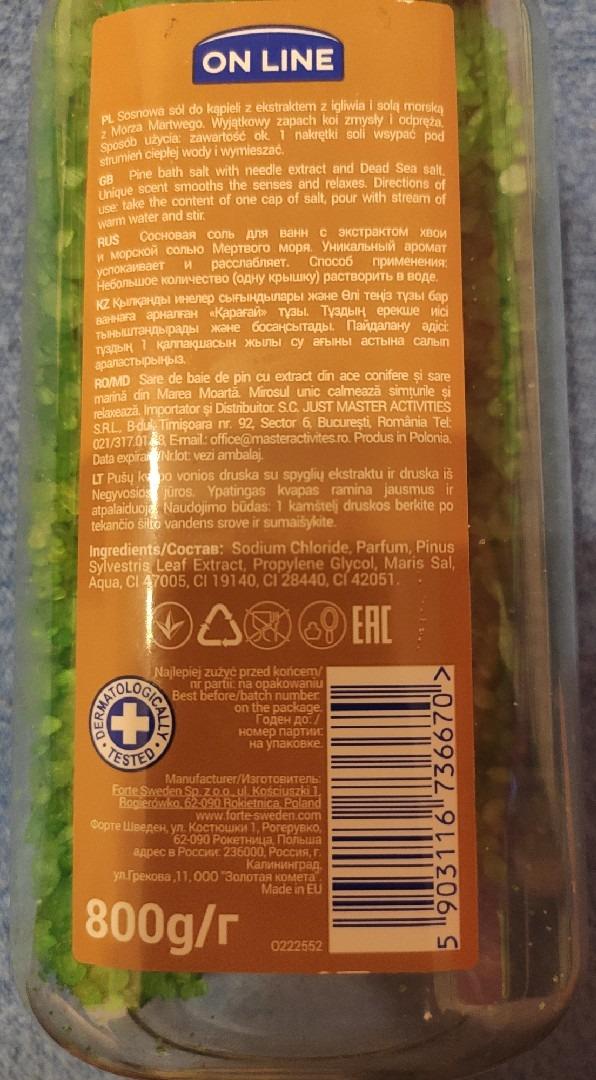 ON LINE
PL Sosnowa sól do kąpieli z ekstraktem z igliwia i solą morską
z Morza Martwego. Wyjątkowy zapach koi zmysły i odpręża.
Sposób użycia: zawartość ok. 1 nakrętki soli wsypać pod
strumień ciepłej wody i wymieszać.
GB Pine bath salt with needle extract and Dead Sea salt.
Unique scent smooths the senses and relaxes. Directions of
use: take the content of one cap of salt, pour with stream of
warm water and stir.
RUS Сосновая соль для ванн с экстрактом хвои
и морской солью Мертвого моря. Уникальный аромат
успокаивает и расслабляет. Способ применения:
Небольшое количество (одну крышку) растворить в воде.
KZ Қылқанды инелер сығындылары және Өлі теңіз тұзы бар
ваннаға арналған «Қарағай» тұзы. Тұздың ерекше иісі
тыныштандырады және босаңсытады. Пайдалану әдісі:
тұздың 1 қалпақшасын жылы су ағыны астына салып
араластырыңыз.
RO/MD Sare de baie de pin cu extract din ace conifere și sare
marină din Marea Moartă. Mirosul unic calmează simțurile și
relaxează. Importator și Distribuitor: S.C. JUST MASTER ACTIVITIES
S.R.L. B-dul. Timișoara nr. 92, Sector 6, București, România Tel:
E-mail.: office@masteractivites.ro. Produs in Polonia.
Data expirării/Nr.lot: vezi ambalaj.
LT Pušų kvapo vonios druska su spyglių ekstraktu ir druska iš
Negyvosios jūros. Ypatingas kvapas ramina jausmus ir
atpalaiduoja. Naudojimo būdas: 1 kamštelį druskos berkite po
tekančio šilto vandens srove ir sumaišykite.
Ingredients/Состав: Sodium Chloride, Parfum, Pinus
Sylvestris Leaf Extract, Propylene Glycol, Maris Sal,
Aqua, CI 47005, CI 19140, CI 28440, CI 42051.
EAC
DERMATOLOGICALLY
TESTED
Najlepiej zużyć przed końcem/
nr partii: na opakowaniu
Best before/batch number:
on the package.
Годен до: /
номер партии:
на упаковке.
Manufacturer/Изготовитель:
Forte Sweden Sp. z o.o., ul. Kościuszki 1,
Rogierówko, 62-090 Rokietnica, Poland
www.forte-sweden.com
Форте Шведен, ул. Костюшки 1, Рогерувко,
62-090 Рокетница, Польша
адрес в России: 236000, Россия, г.
Калининград,
ул.Грекова ,11, ООО "Золотая комета".
Made in EU
800g/г
0222552
5 903116 736670 >